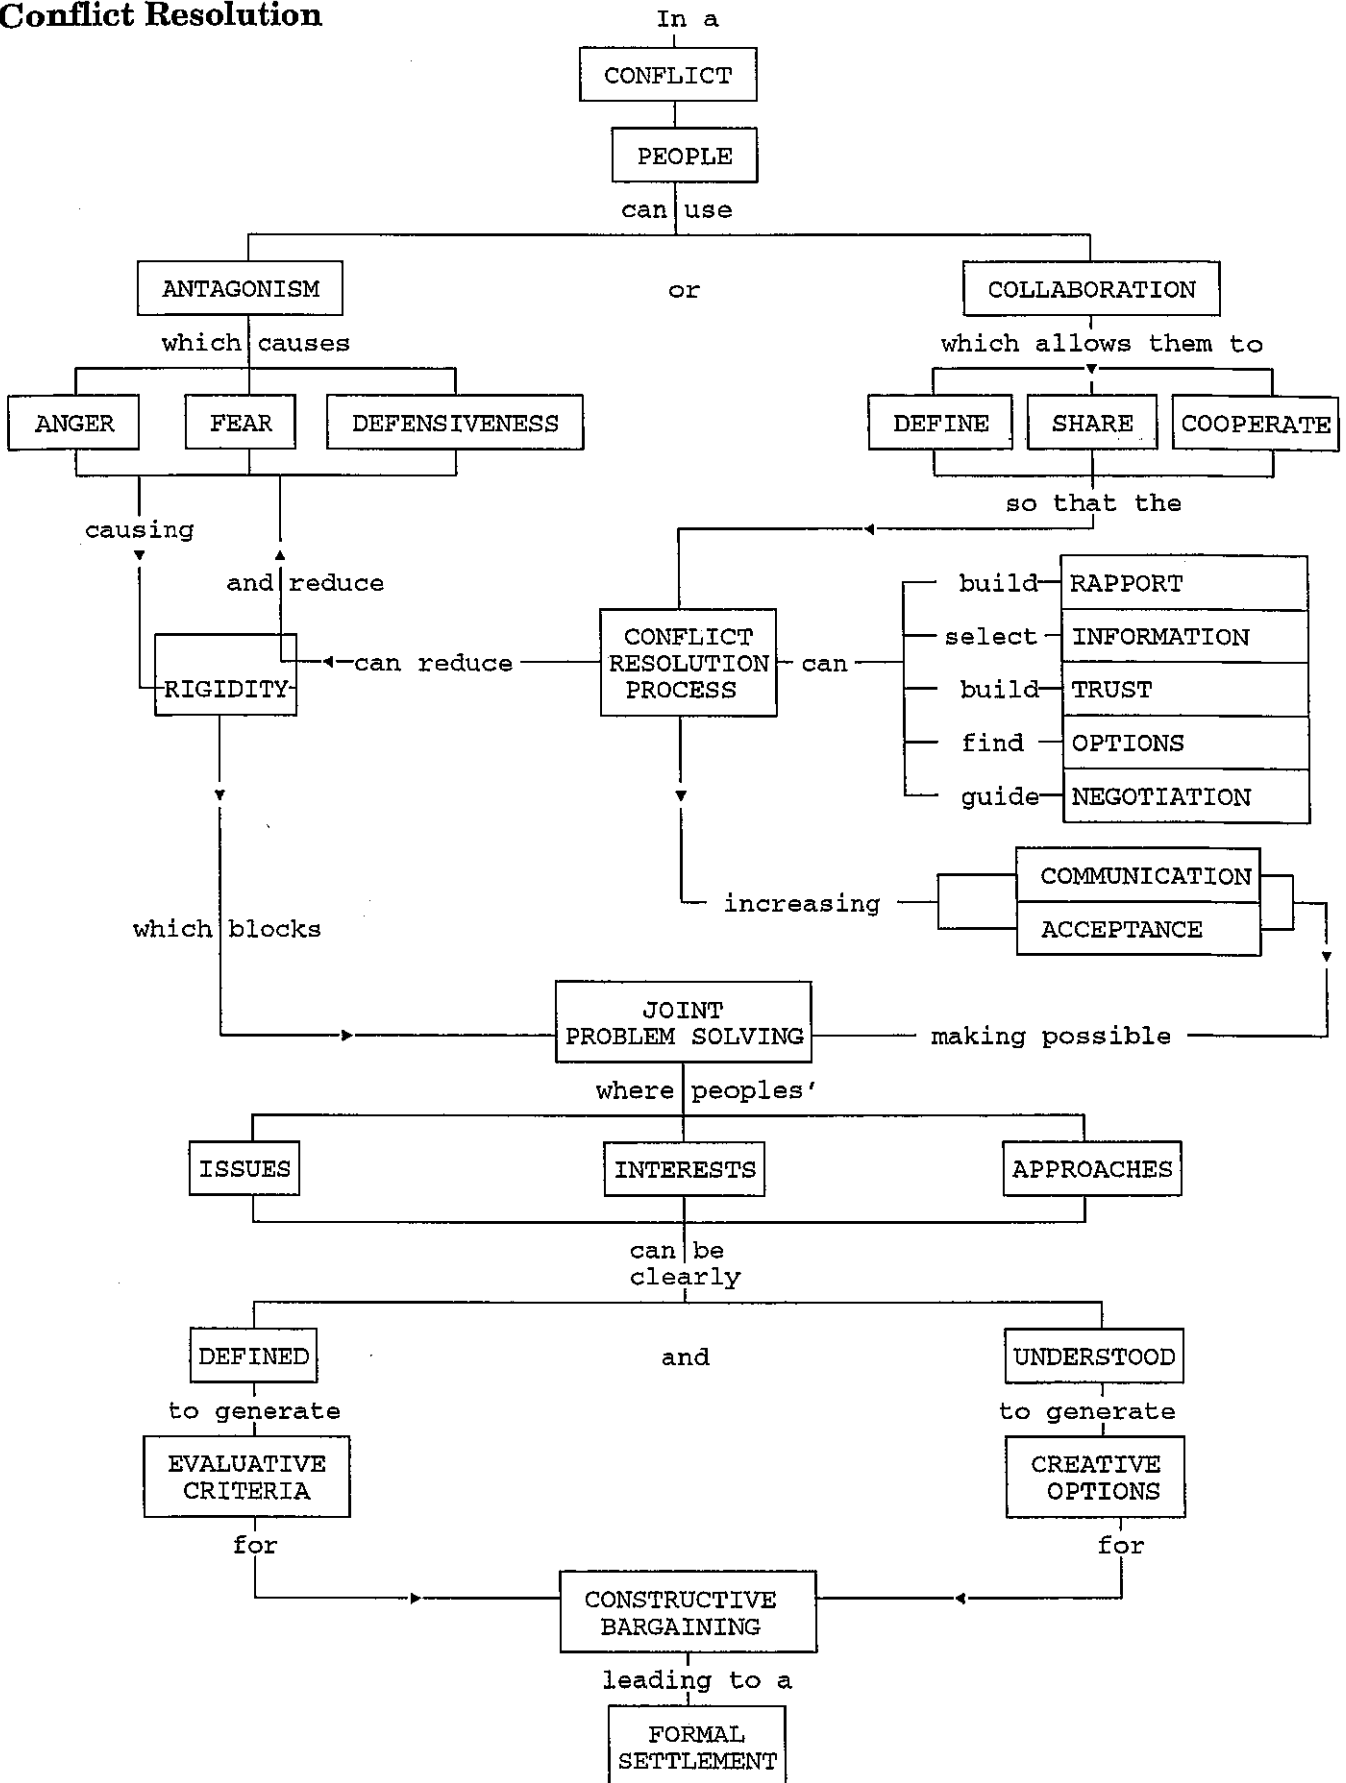 Conflict Resolution
In a
CONFLICT
PEOPLE
can use
ANTAGONISM
or
COLLABORATION
which causes
which allows them to
ANGER
FEAR
DEFENSIVENESS
DEFINE
SHARE
COOPERATE
so that the
causing
and reduce
build
RAPPORT
CONFLICT
RESOLUTION
PROCESS
select
INFORMATION
can reduce
can
RIGIDITY
build
TRUST
find
OPTIONS
guide
NEGOTIATION
COMMUNICATION
increasing
ACCEPTANCE
which blocks
JOINT
PROBLEM SOLVING
making possible
where peoples'
ISSUES
INTERESTS
APPROACHES
can be
clearly
DEFINED
and
UNDERSTOOD
to generate
to generate
EVALUATIVE
CRITERIA
CREATIVE
OPTIONS
for
for
CONSTRUCTIVE
BARGAINING
leading to a
FORMAL
SETTLEMENT